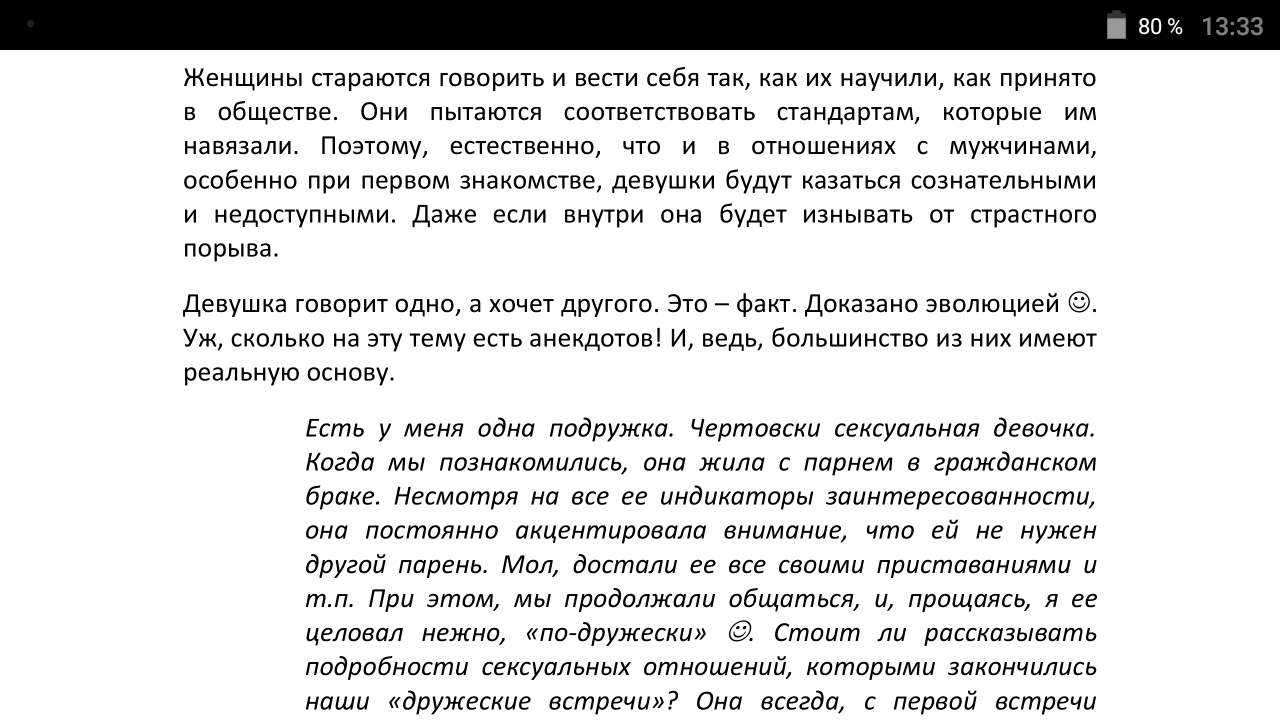 80 % 13:33
Женщины стараются говорить и вести себя так, как их научили, как принято
в обществе. Они пытаются соответствовать стандартам, которые им
навязали. Поэтому, естественно, что и в отношениях с мужчинами,
особенно при первом знакомстве, девушки будут казаться сознательными
и недоступными. Даже если внутри она будет изнывать от страстного
порыва.
Девушка говорит одно, а хочет другого. Это – факт. Доказано эволюцией ☺.
Уж, сколько на эту тему есть анекдотов! И, ведь, большинство из них имеют
реальную основу.
Есть у меня одна подружка. Чертовски сексуальная девочка.
Когда мы познакомились, она жила с парнем в гражданском
браке. Несмотря на все ее индикаторы заинтересованности,
она постоянно акцентировала внимание, что ей не нужен
другой парень. Мол, достали ее все своими приставаниями и
т.п. При этом, мы продолжали общаться, и, прощаясь, я ее
целовал нежно, «по-дружески» ☺. Стоит ли рассказывать
подробности сексуальных отношений, которыми закончились
наши «дружеские встречи»? Она всегда, с первой встречи